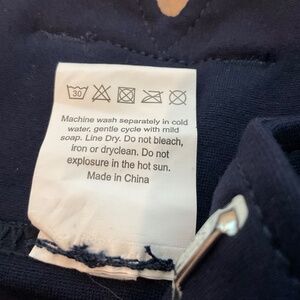 30
Machine wash separately in cold
water, gentle cycle with mild
soap. Line Dry. Do not bleach,
iron or dryclean. Do not
explosure in the hot sun.
Made in China